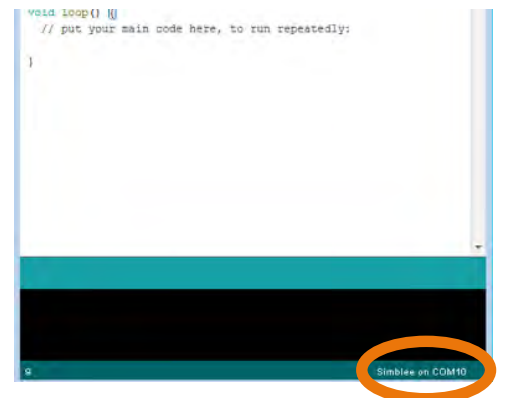 void loop() {
// put your main code here, to run repeatedly:
}
9
Simblee on COM10